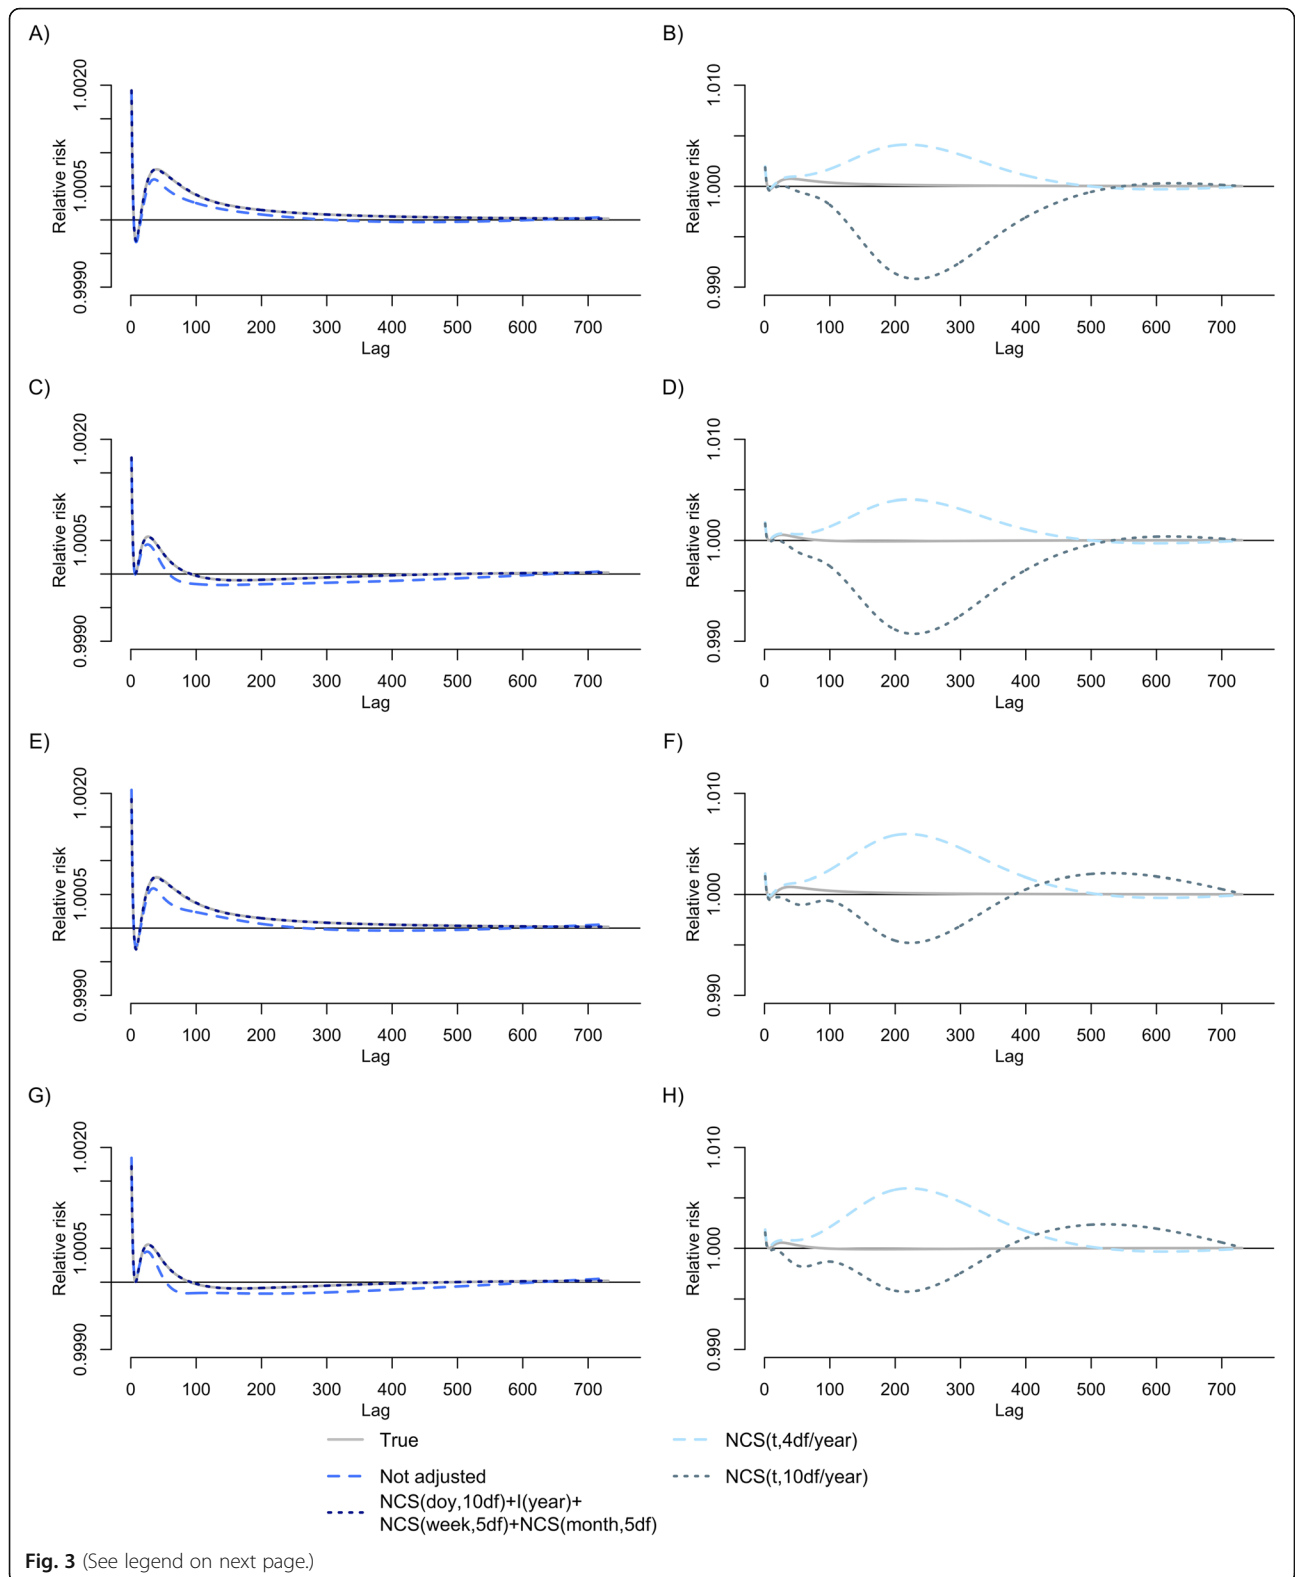 A)
B)
Relative risk
1.0020
1.0005
0.9990
0 100 200 300 400 500 600 700
Lag
Relative risk
1.010
1.000
0.990
0 100 200 300 400 500 600 700
Lag
C)
D)
Relative risk
1.0020
1.0005
0.9990
0 100 200 300 400 500 600 700
Lag
Relative risk
1.010
1.000
0.990
0 100 200 300 400 500 600 700
Lag
E)
F)
Relative risk
1.0020
1.0005
0.9990
0 100 200 300 400 500 600 700
Lag
Relative risk
1.010
1.000
0.990
0 100 200 300 400 500 600 700
Lag
G)
H)
Relative risk
1.0020
1.0005
0.9990
0 100 200 300 400 500 600 700
Lag
Relative risk
1.010
1.000
0.990
0 100 200 300 400 500 600 700
Lag
True
Not adjusted
NCS(doy,10df)+I(year)+
NCS(week,5df)+NCS(month,5df)
NCS(t,4df/year)
NCS(t,10df/year)
Fig. 3 (See legend on next page.)